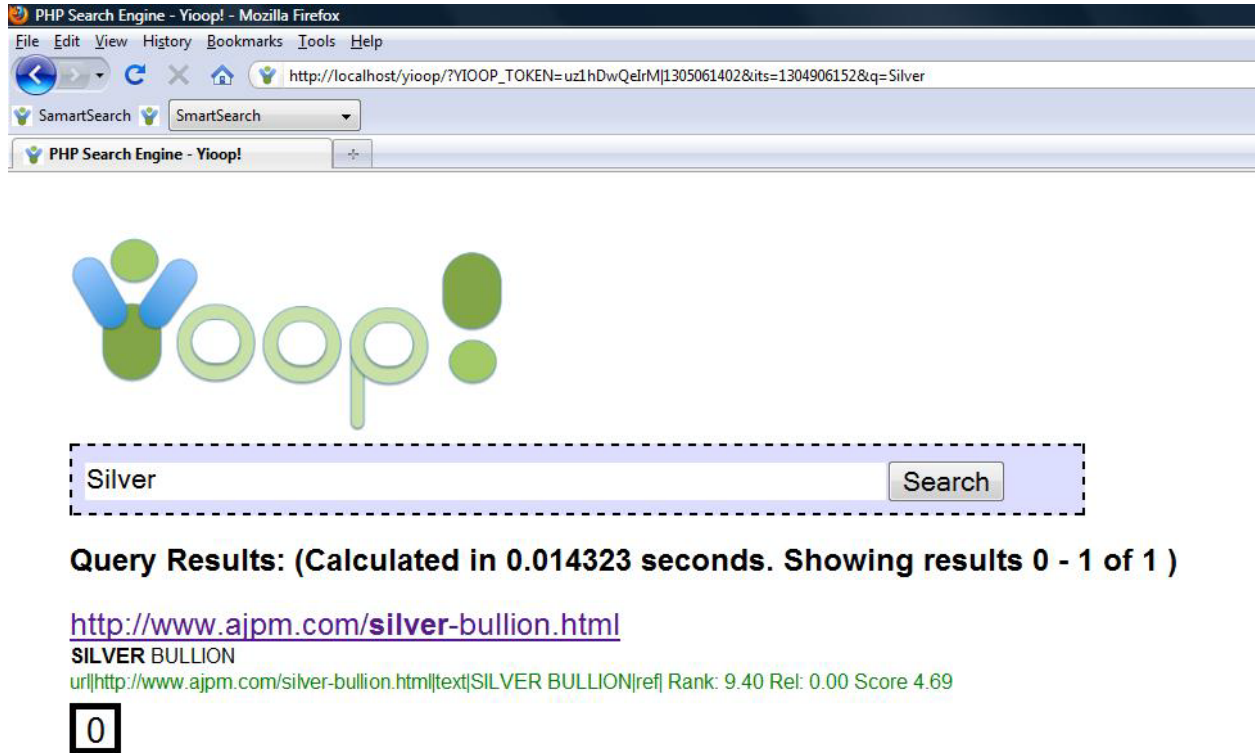 PHP Search Engine - Yioop! - Mozilla Firefox
File Edit View History Bookmarks Tools Help
http://localhost/yioop/?YIOOP_TOKEN=uz1hDwQeIrM|1305061402&its=1304906152&q=Silver
SamartSearch SmartSearch
PHP Search Engine - Yioop!
Yioop!
Silver Search
Query Results: (Calculated in 0.014323 seconds. Showing results 0 - 1 of 1 )
http://www.ajpm.com/silver-bullion.html
SILVER BULLION
url|http://www.ajpm.com/silver-bullion.html|text|SILVER BULLION|ref| Rank: 9.40 Rel: 0.00 Score 4.69
0